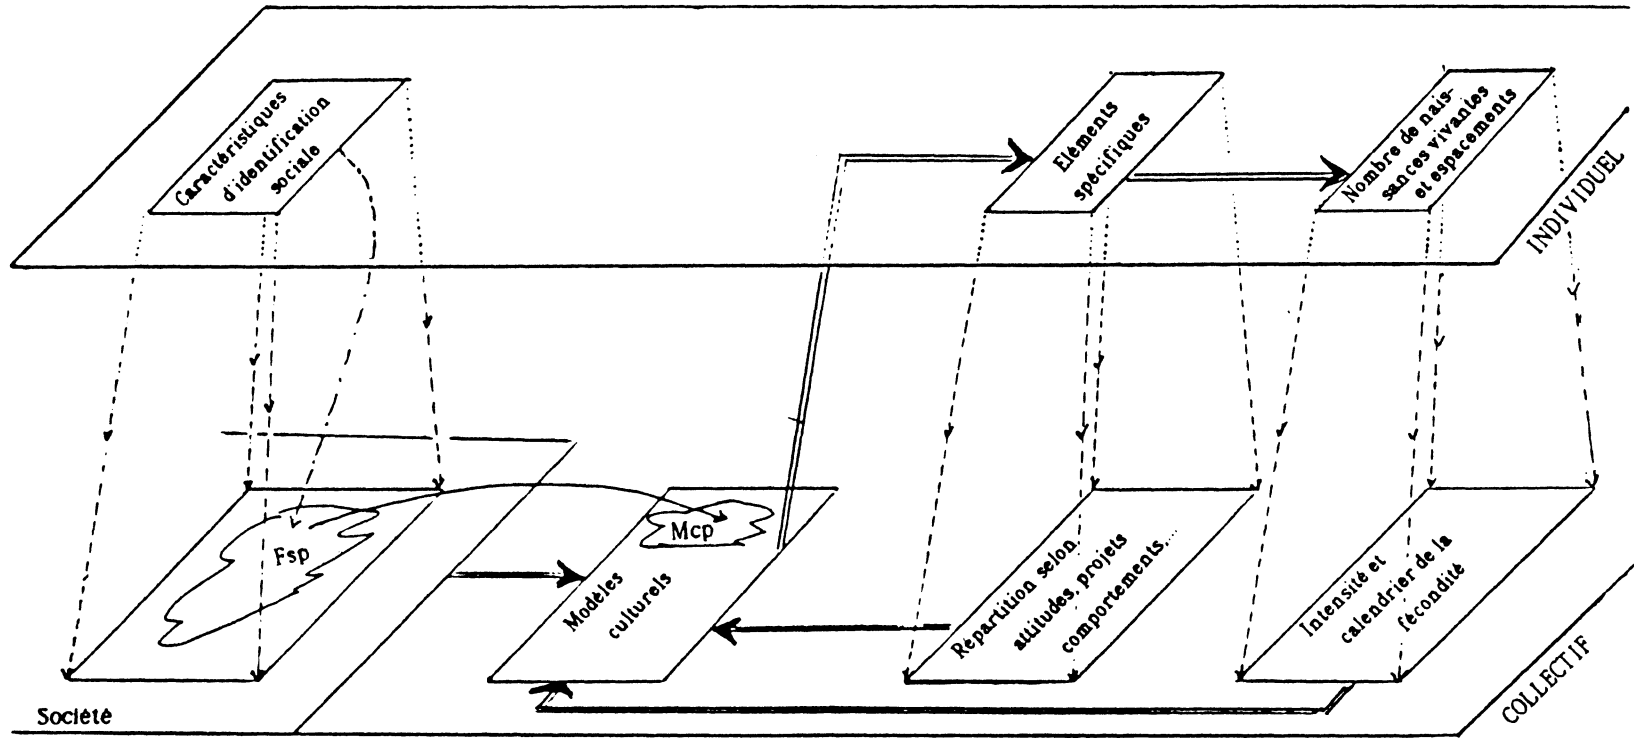 Caractéristiques
d'identification
sociale
Eléments
spécifiques
Nombre de nais-
sances vivantes
et espacements
INDIVIDUEL
Fsp
Mcp
Modèles
culturels
Répartition selon
attitudes, projets
comportements....
Intensité et
calendrier de la
fécondité
Société
COLLECTIF